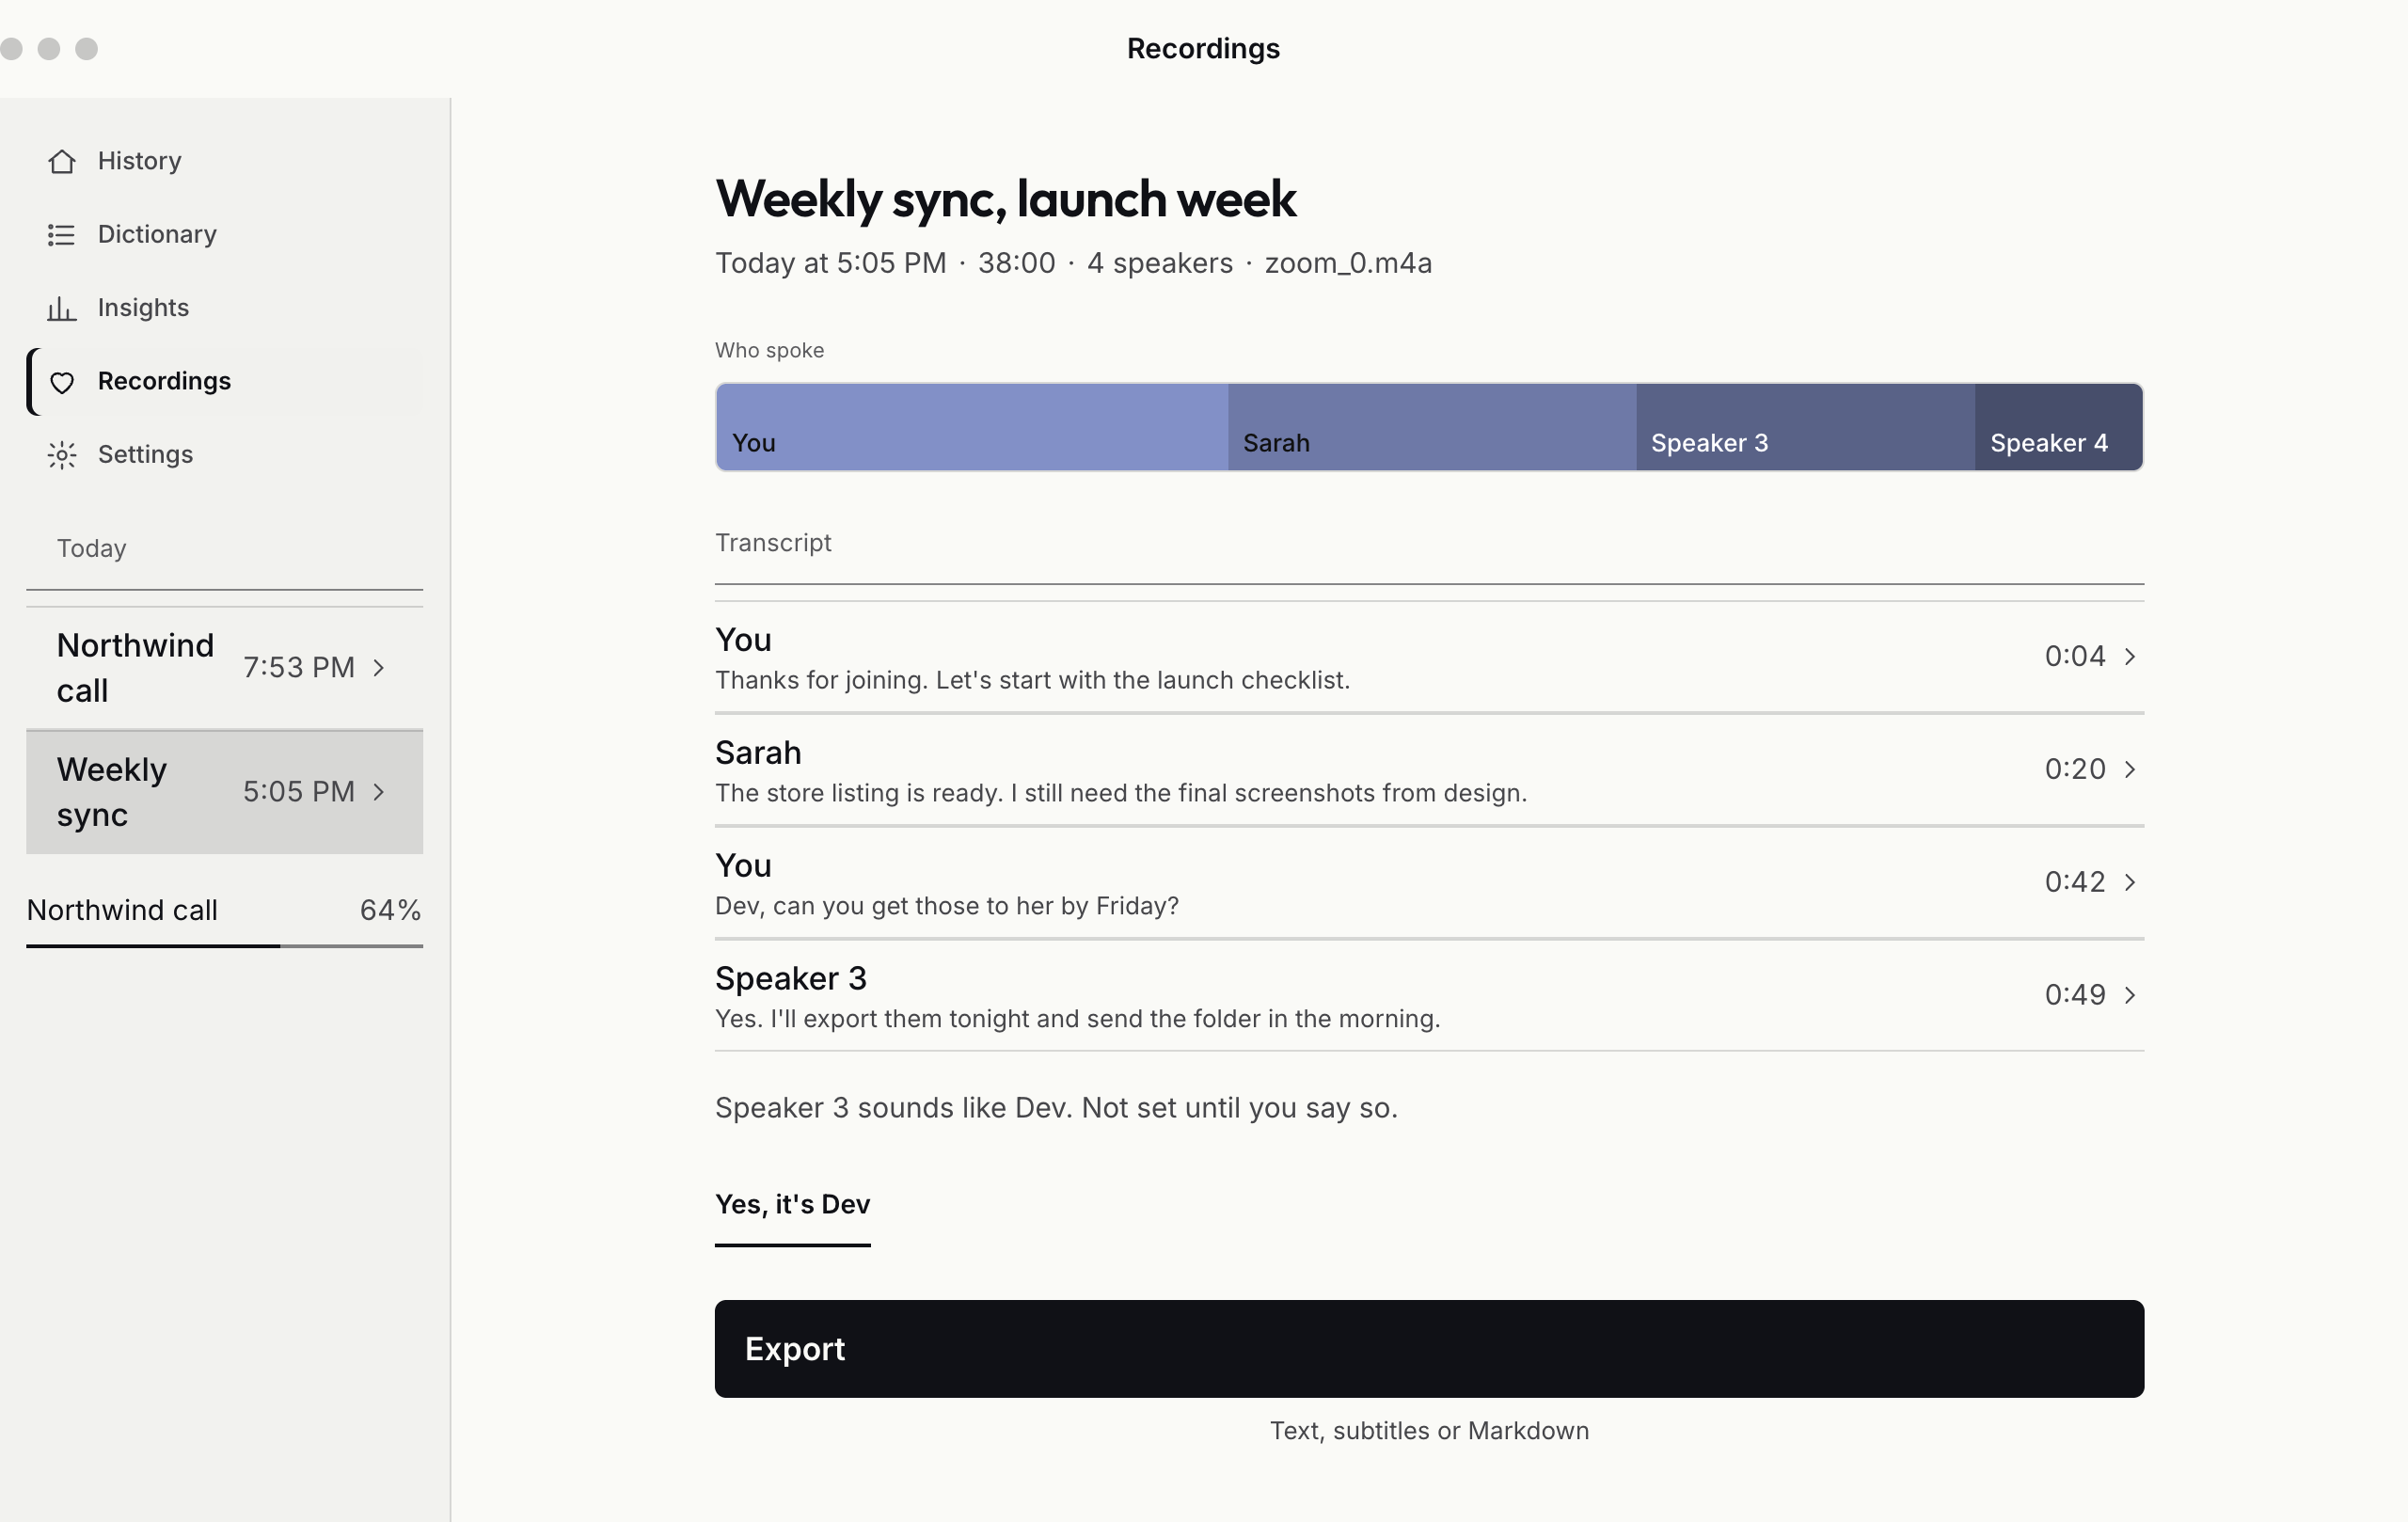 Recordings
History
Dictionary
Insights
Recordings
Settings
Today
Northwind
call
7:53 PM
Weekly
sync
5:05 PM
Northwind call
64%
Weekly sync, launch week
Today at 5:05 PM · 38:00 · 4 speakers · zoom_0.m4a
Who spoke
You
Sarah
Speaker 3
Speaker 4
Transcript
You
0:04
Thanks for joining. Let's start with the launch checklist.
Sarah
0:20
The store listing is ready. I still need the final screenshots from design.
You
0:42
Dev, can you get those to her by Friday?
Speaker 3
0:49
Yes. I'll export them tonight and send the folder in the morning.
Speaker 3 sounds like Dev. Not set until you say so.
Yes, it's Dev
Export
Text, subtitles or Markdown